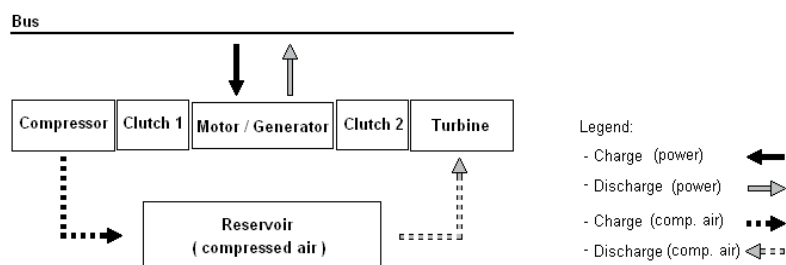 Bus
Compressor Clutch 1 Motor / Generator Clutch 2 Turbine
Reservoir
( compressed air )
Legend:
- Charge (power)
- Discharge (power)
- Charge (comp. air)
- Discharge (comp. air)